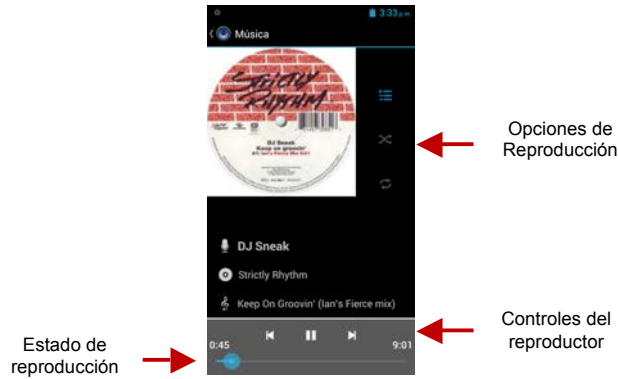 3:33 p m
Música
Strictly
Rhythm
DJ Sneak
Keep on groovin'
DJ Sneak
Strictly Rhythm
Keep On Groovin' (Ian's Fierce mix)
0:45
9:01
Opciones de
Reproducción
Controles del
reproductor
Estado de
reproducción